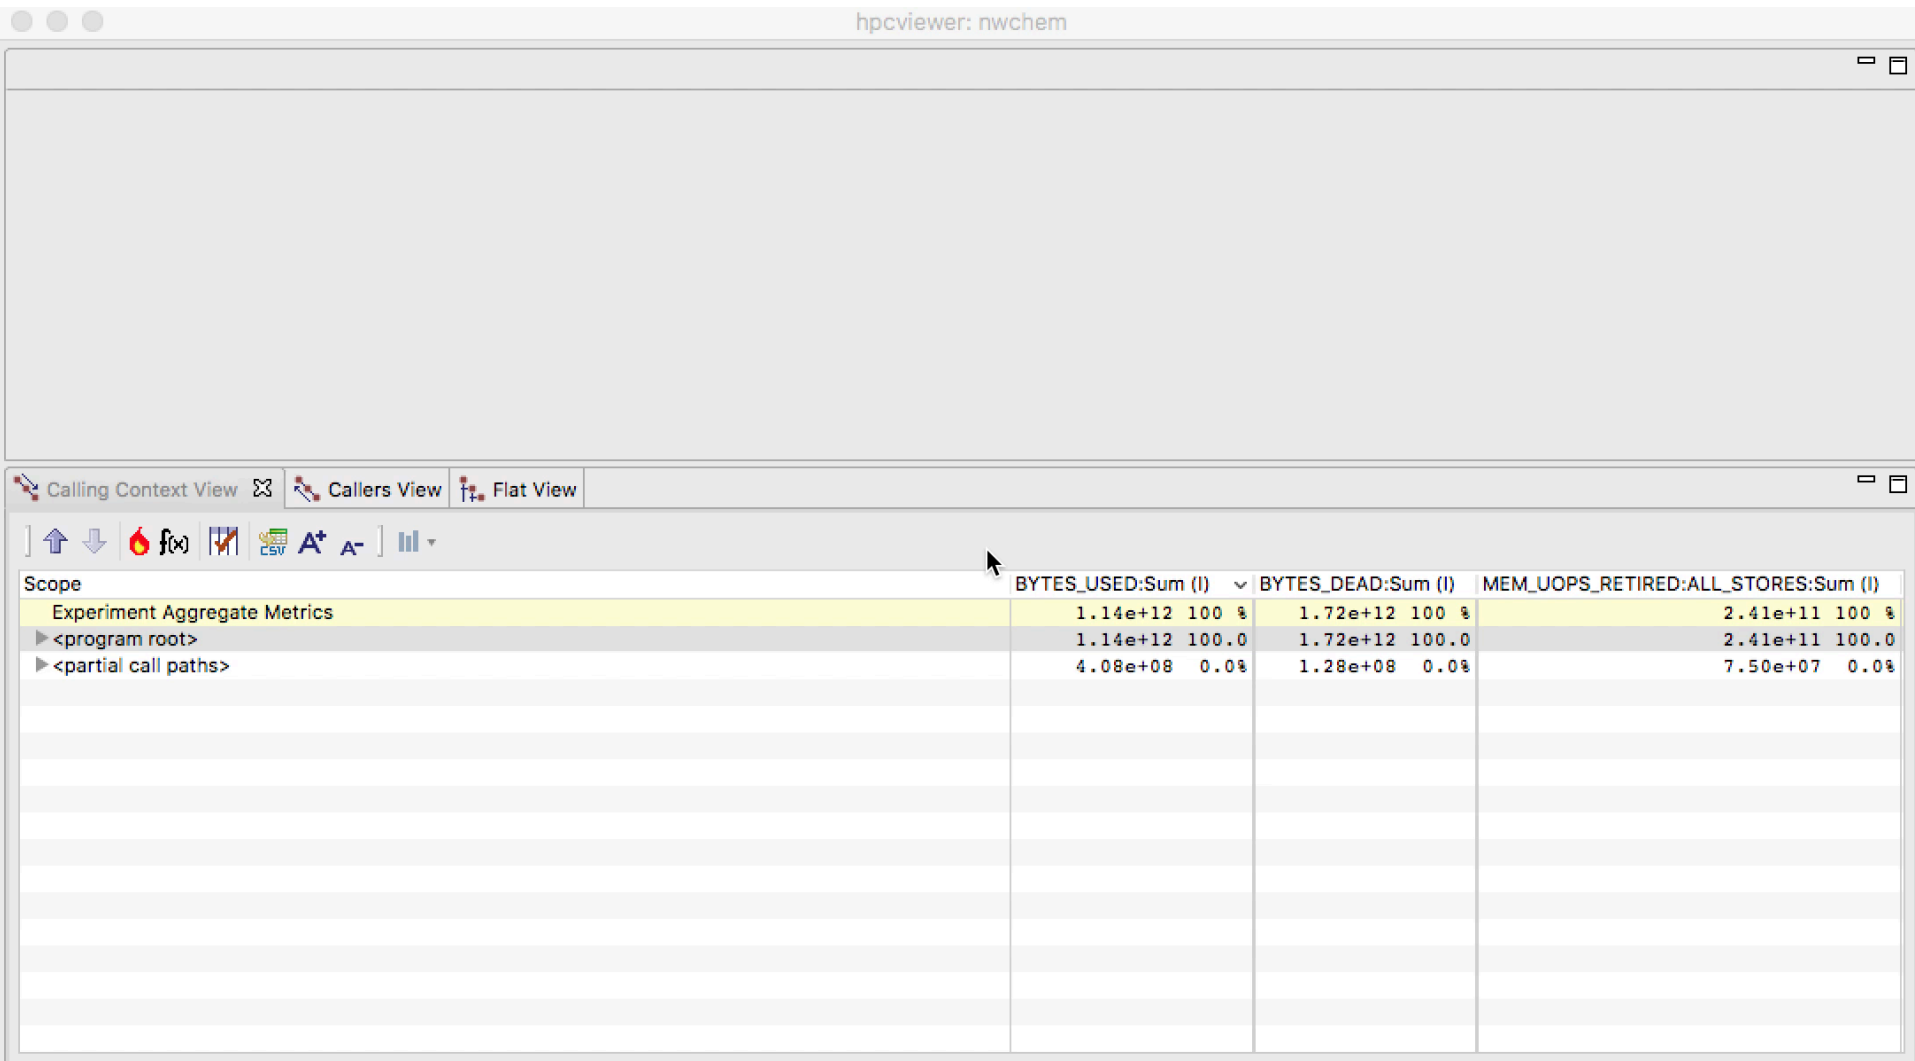 hpcviewer: nwchem
Calling Context View Callers View Flat View
f(x) CSV A+ A-
Scope BYTES_USED:Sum (I) BYTES_DEAD:Sum (I) MEM_UOPS_RETIRED:ALL_STORES:Sum (I)
Experiment Aggregate Metrics 1.14e+12 100 % 1.72e+12 100 % 2.41e+11 100 %
<program root> 1.14e+12 100.0 1.72e+12 100.0 2.41e+11 100.0
<partial call paths> 4.08e+08 0.0% 1.28e+08 0.0% 7.50e+07 0.0%